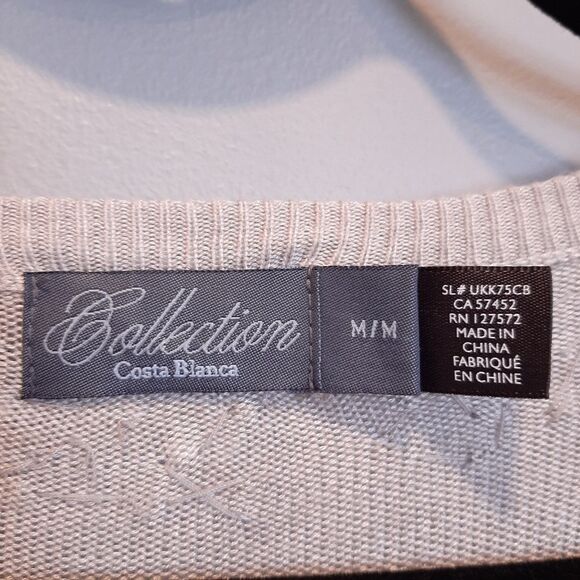 Collection
Costa Blanca
M/M
SL# UKK75CB
CA 57452
RN 127572
MADE IN
CHINA
FABRIQUÉ
EN CHINE